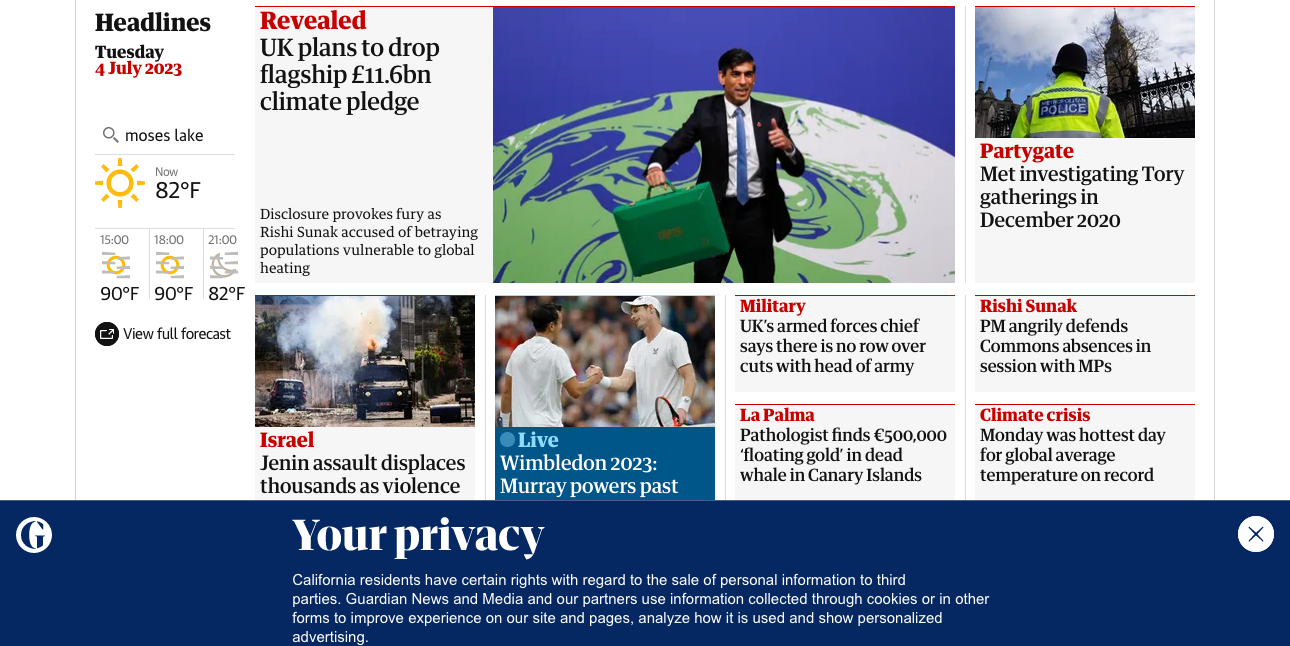 Headlines
Tuesday
4 July 2023
moses lake
Now
82°F
15:00
18:00
21:00
90°F
90°F
82°F
View full forecast
Revealed
UK plans to drop
flagship £11.6bn
climate pledge
Disclosure provokes fury as
Rishi Sunak accused of betraying
populations vulnerable to global
heating
METROPOLITAN
POLICE
Partygate
Met investigating Tory
gatherings in
December 2020
Israel
Jenin assault displaces
thousands as violence
Live
Wimbledon 2023:
Murray powers past
Military
UK’s armed forces chief
says there is no row over
cuts with head of army
La Palma
Pathologist finds €500,000
‘floating gold’ in dead
whale in Canary Islands
Rishi Sunak
PM angrily defends
Commons absences in
session with MPs
Climate crisis
Monday was hottest day
for global average
temperature on record
G
Your privacy
California residents have certain rights with regard to the sale of personal information to third
parties. Guardian News and Media and our partners use information collected through cookies or in other
forms to improve experience on our site and pages, analyze how it is used and show personalized
advertising.